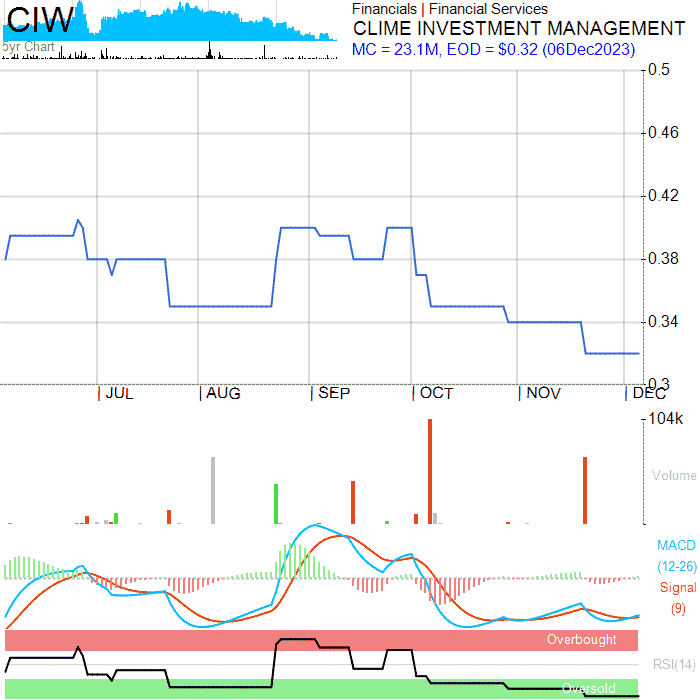 CIW
5yr Chart
Financials | Financial Services
CLIME INVESTMENT MANAGEMENT
MC = 23.1M, EOD = $0.32 (06Dec2023)
0.5
0.46
0.42
0.38
0.34
0.3
JUL
AUG
SEP
OCT
NOV
DEC
104k
Volume
MACD
(12-26)
Signal
(9)
Overbought
RSI(14)
Oversold